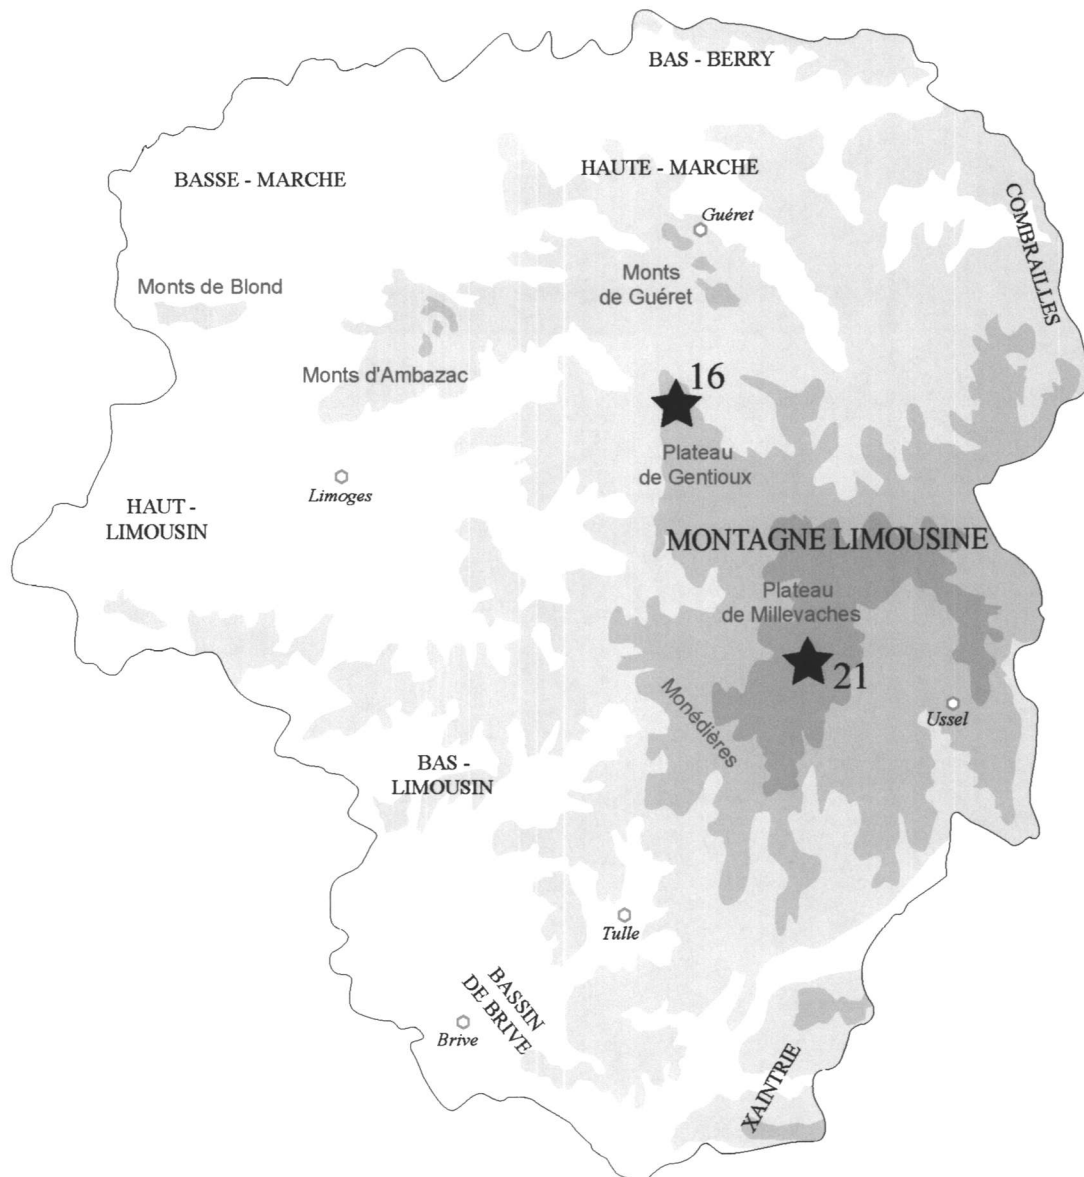 BAS - BERRY
BASSE - MARCHE
HAUTE - MARCHE
COMBRAILLES
Guéret
Monts de Blond
Monts
de Guéret
Monts d'Ambazac
16
Plateau
de Gentioux
Limoges
HAUT -
LIMOUSIN
MONTAGNE LIMOUSINE
Plateau
de Millevaches
21
Monédières
Ussel
BAS -
LIMOUSIN
Tulle
BASSIN
DE BRIVE
Brive
XAINTRIE